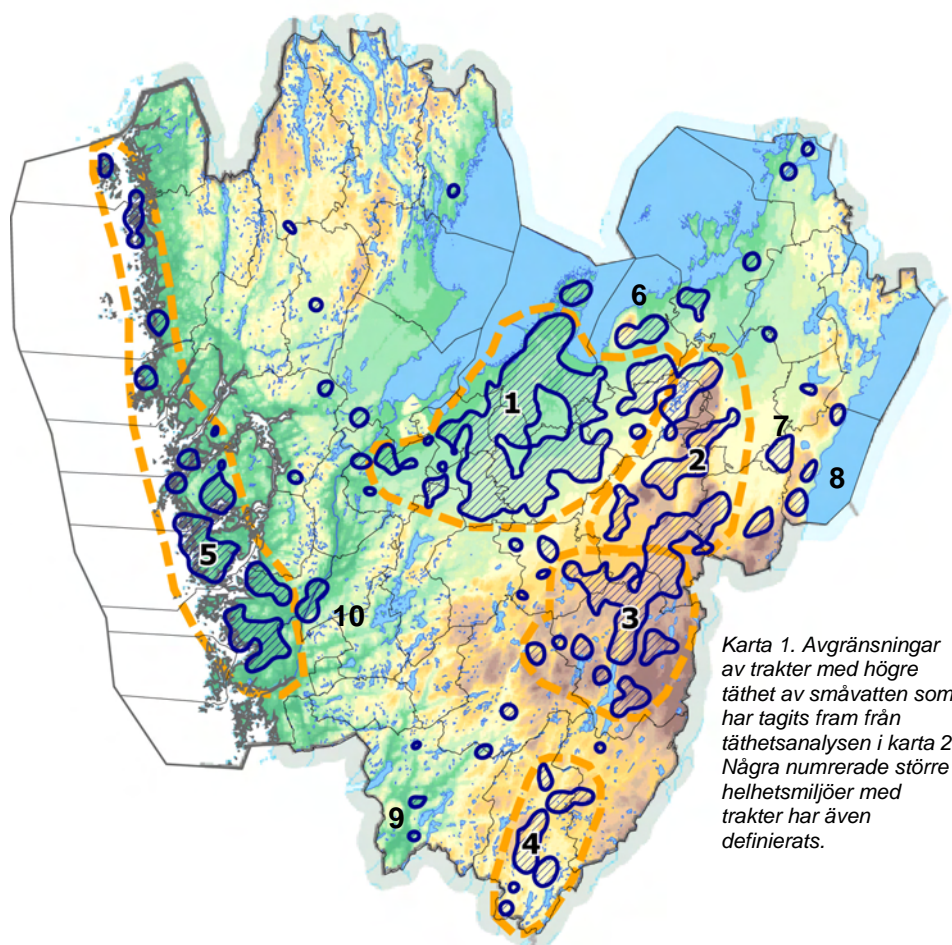 6
1
7
2
8
5
10
3
Karta 1. Avgränsningar
av trakter med högre
täthet av småvatten som
har tagits fram från
täthetsanalysen i karta 2.
Några numrerade större
helhetsmiljöer med
trakter har även
definierats.
9
4